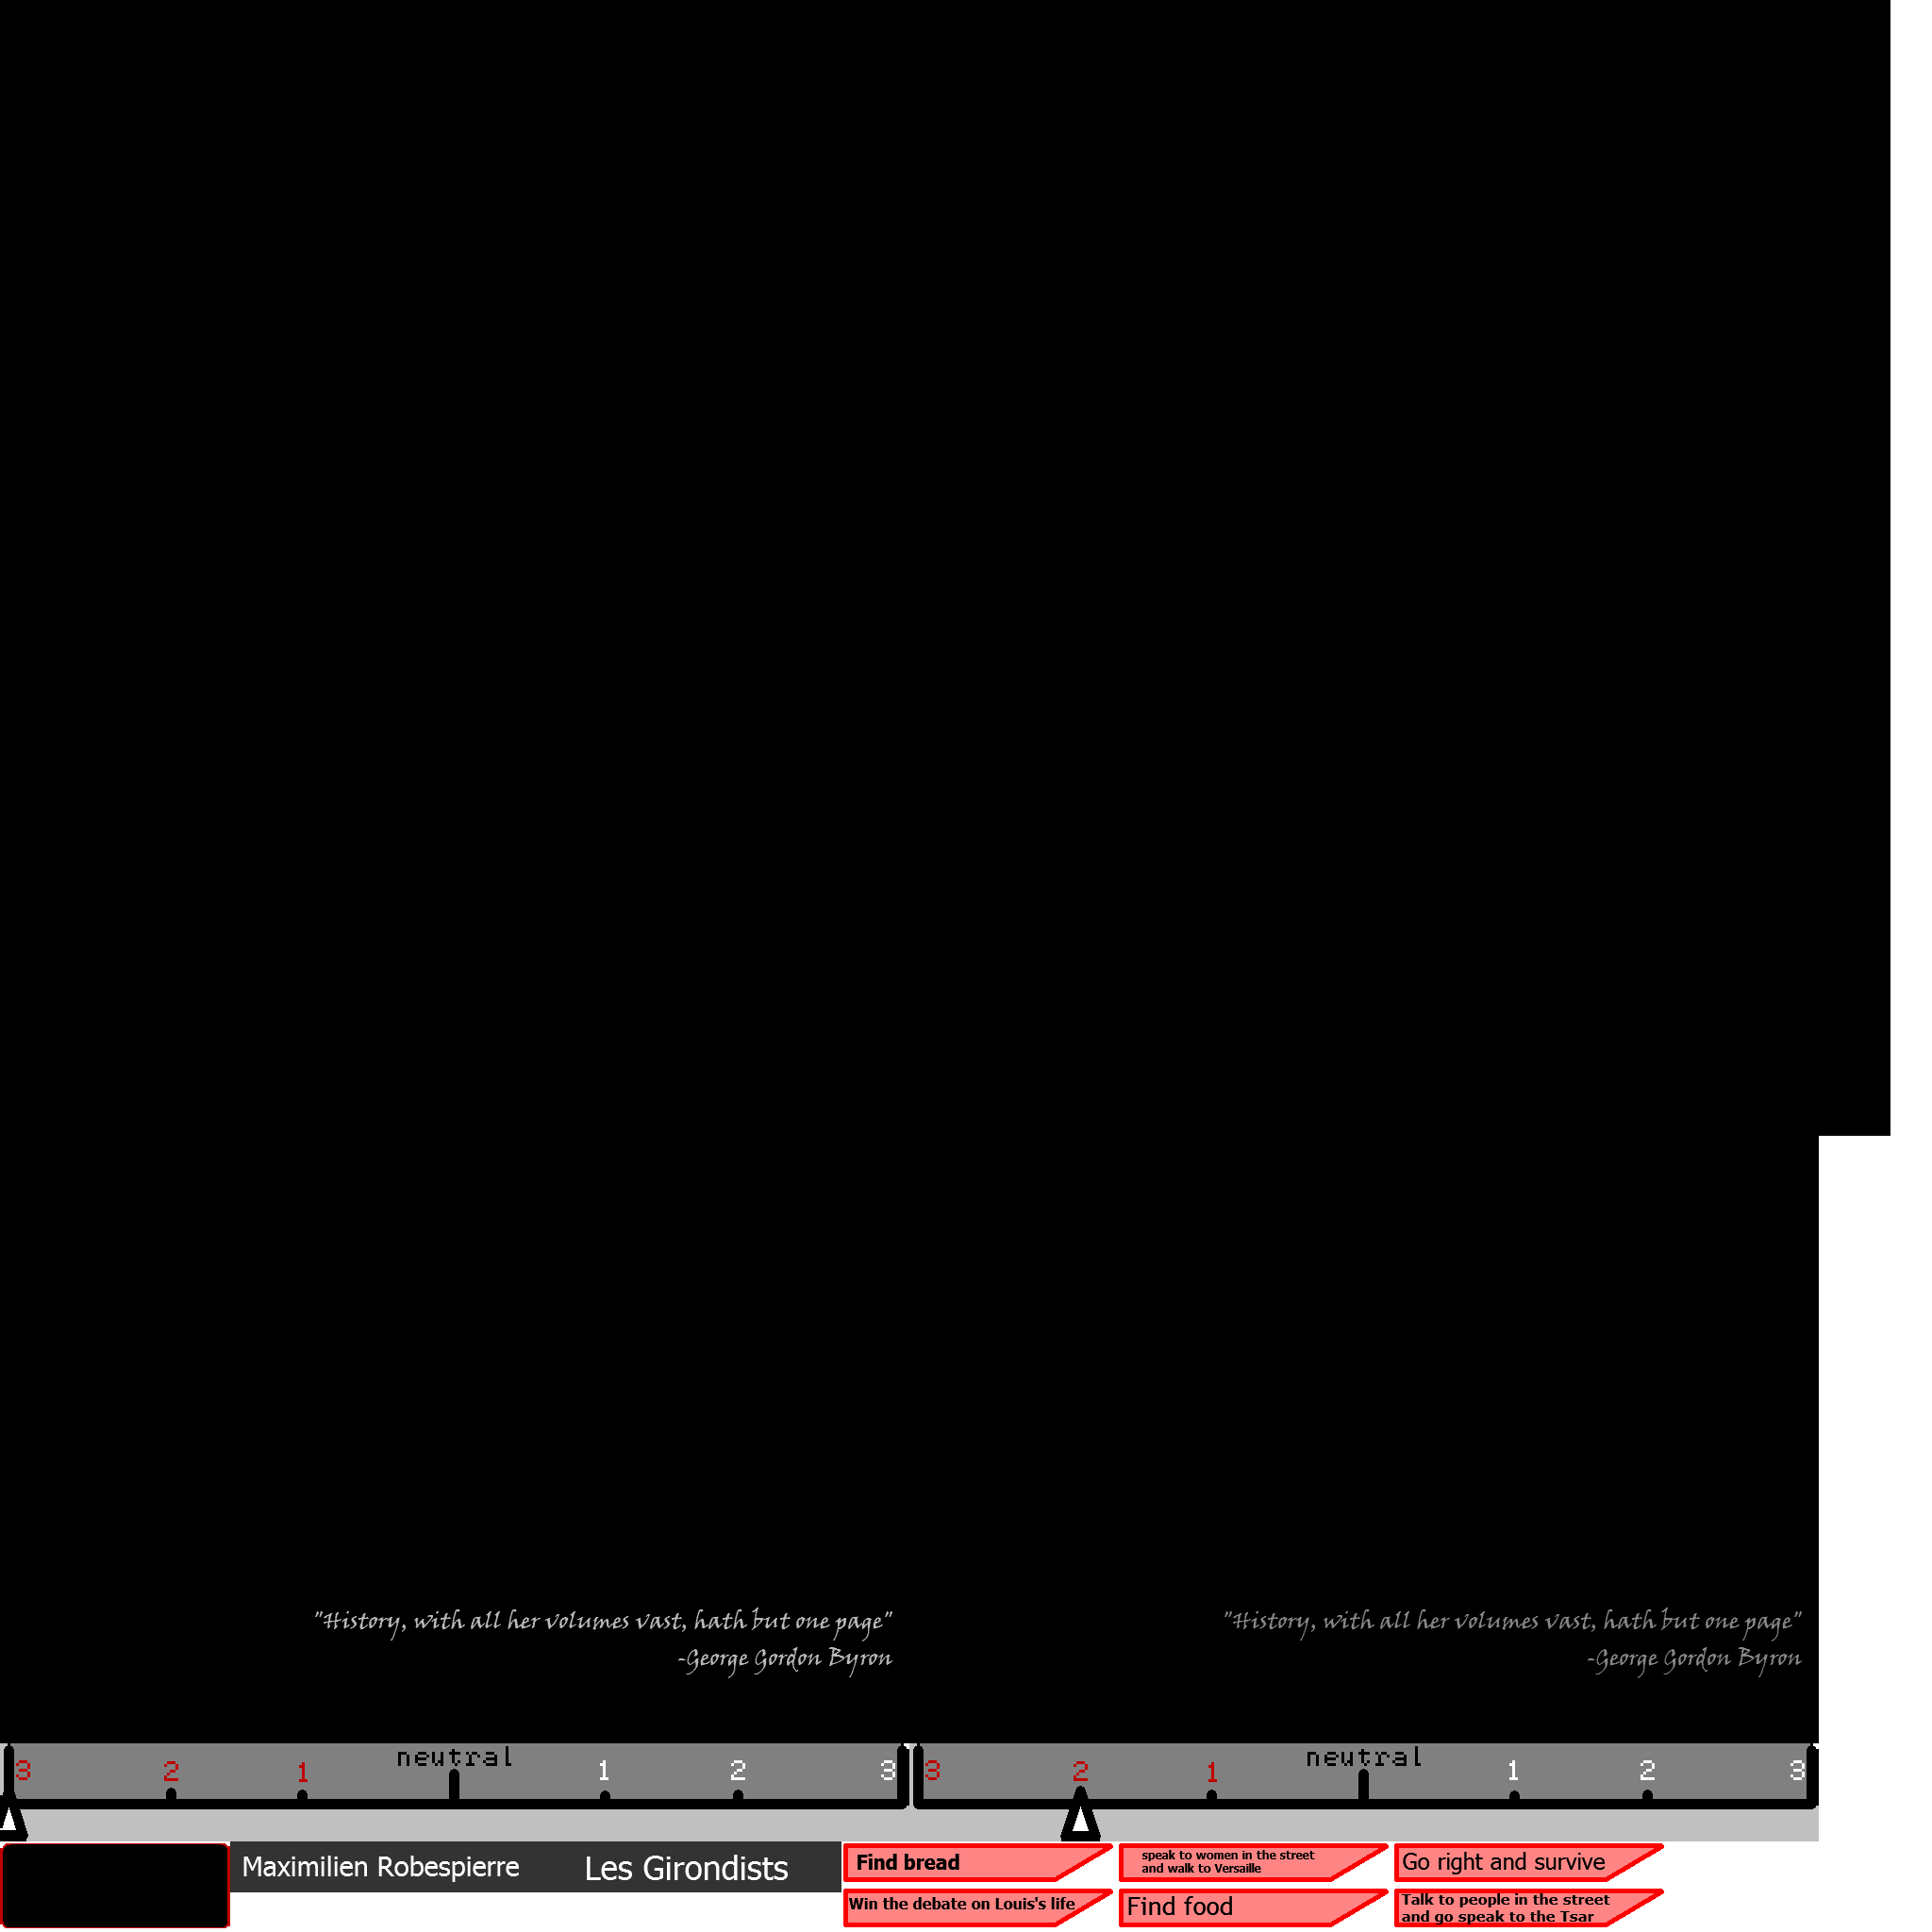 "History, with all her volumes vast, hath but one page"
-George Gordon Byron
"History, with all her volumes vast, hath but one page"
-George Gordon Byron
3 2 1 neutral 1 2 3
3 2 1 neutral 1 2 3
Maximilien Robespierre
Les Girondists
Find bread
speak to women in the street
and walk to Versaille
Go right and survive
Win the debate on Louis's life
Find food
Talk to people in the street
and go speak to the Tsar